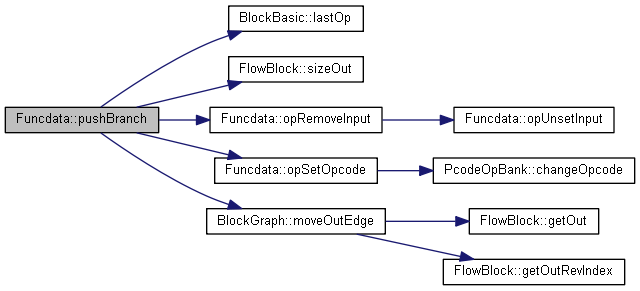 BlockBasic::lastOp
FlowBlock::sizeOut
Funcdata::pushBranch
Funcdata::opRemoveInput
Funcdata::opUnsetInput
Funcdata::opSetOpcode
PcodeOpBank::changeOpcode
BlockGraph::moveOutEdge
FlowBlock::getOut
FlowBlock::getOutRevIndex